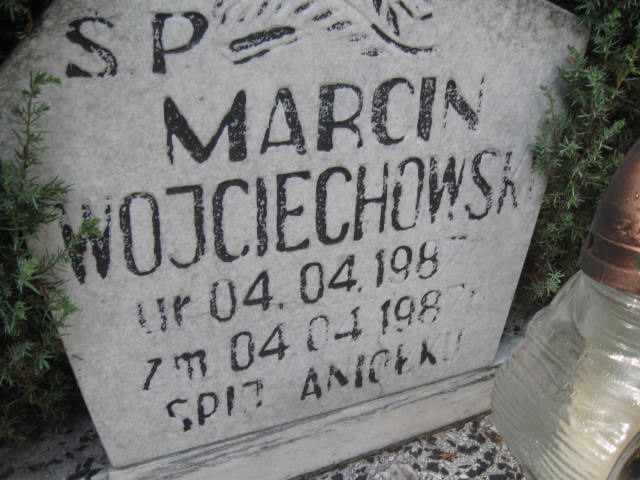 SP
MARCIN
WOJCIECHOWSKI
ur 04.04.1987
zm 04 04 1987
SPIJ ANIOŁKU